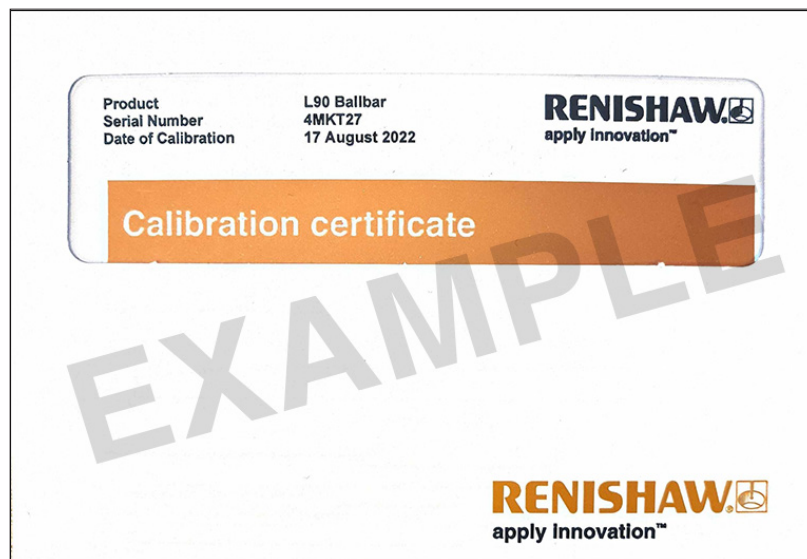 Product L90 Ballbar
Serial Number 4MKT27
Date of Calibration 17 August 2022
RENISHAW.
apply innovation™
Calibration certificate
EXAMPLE
RENISHAW.
apply innovation™